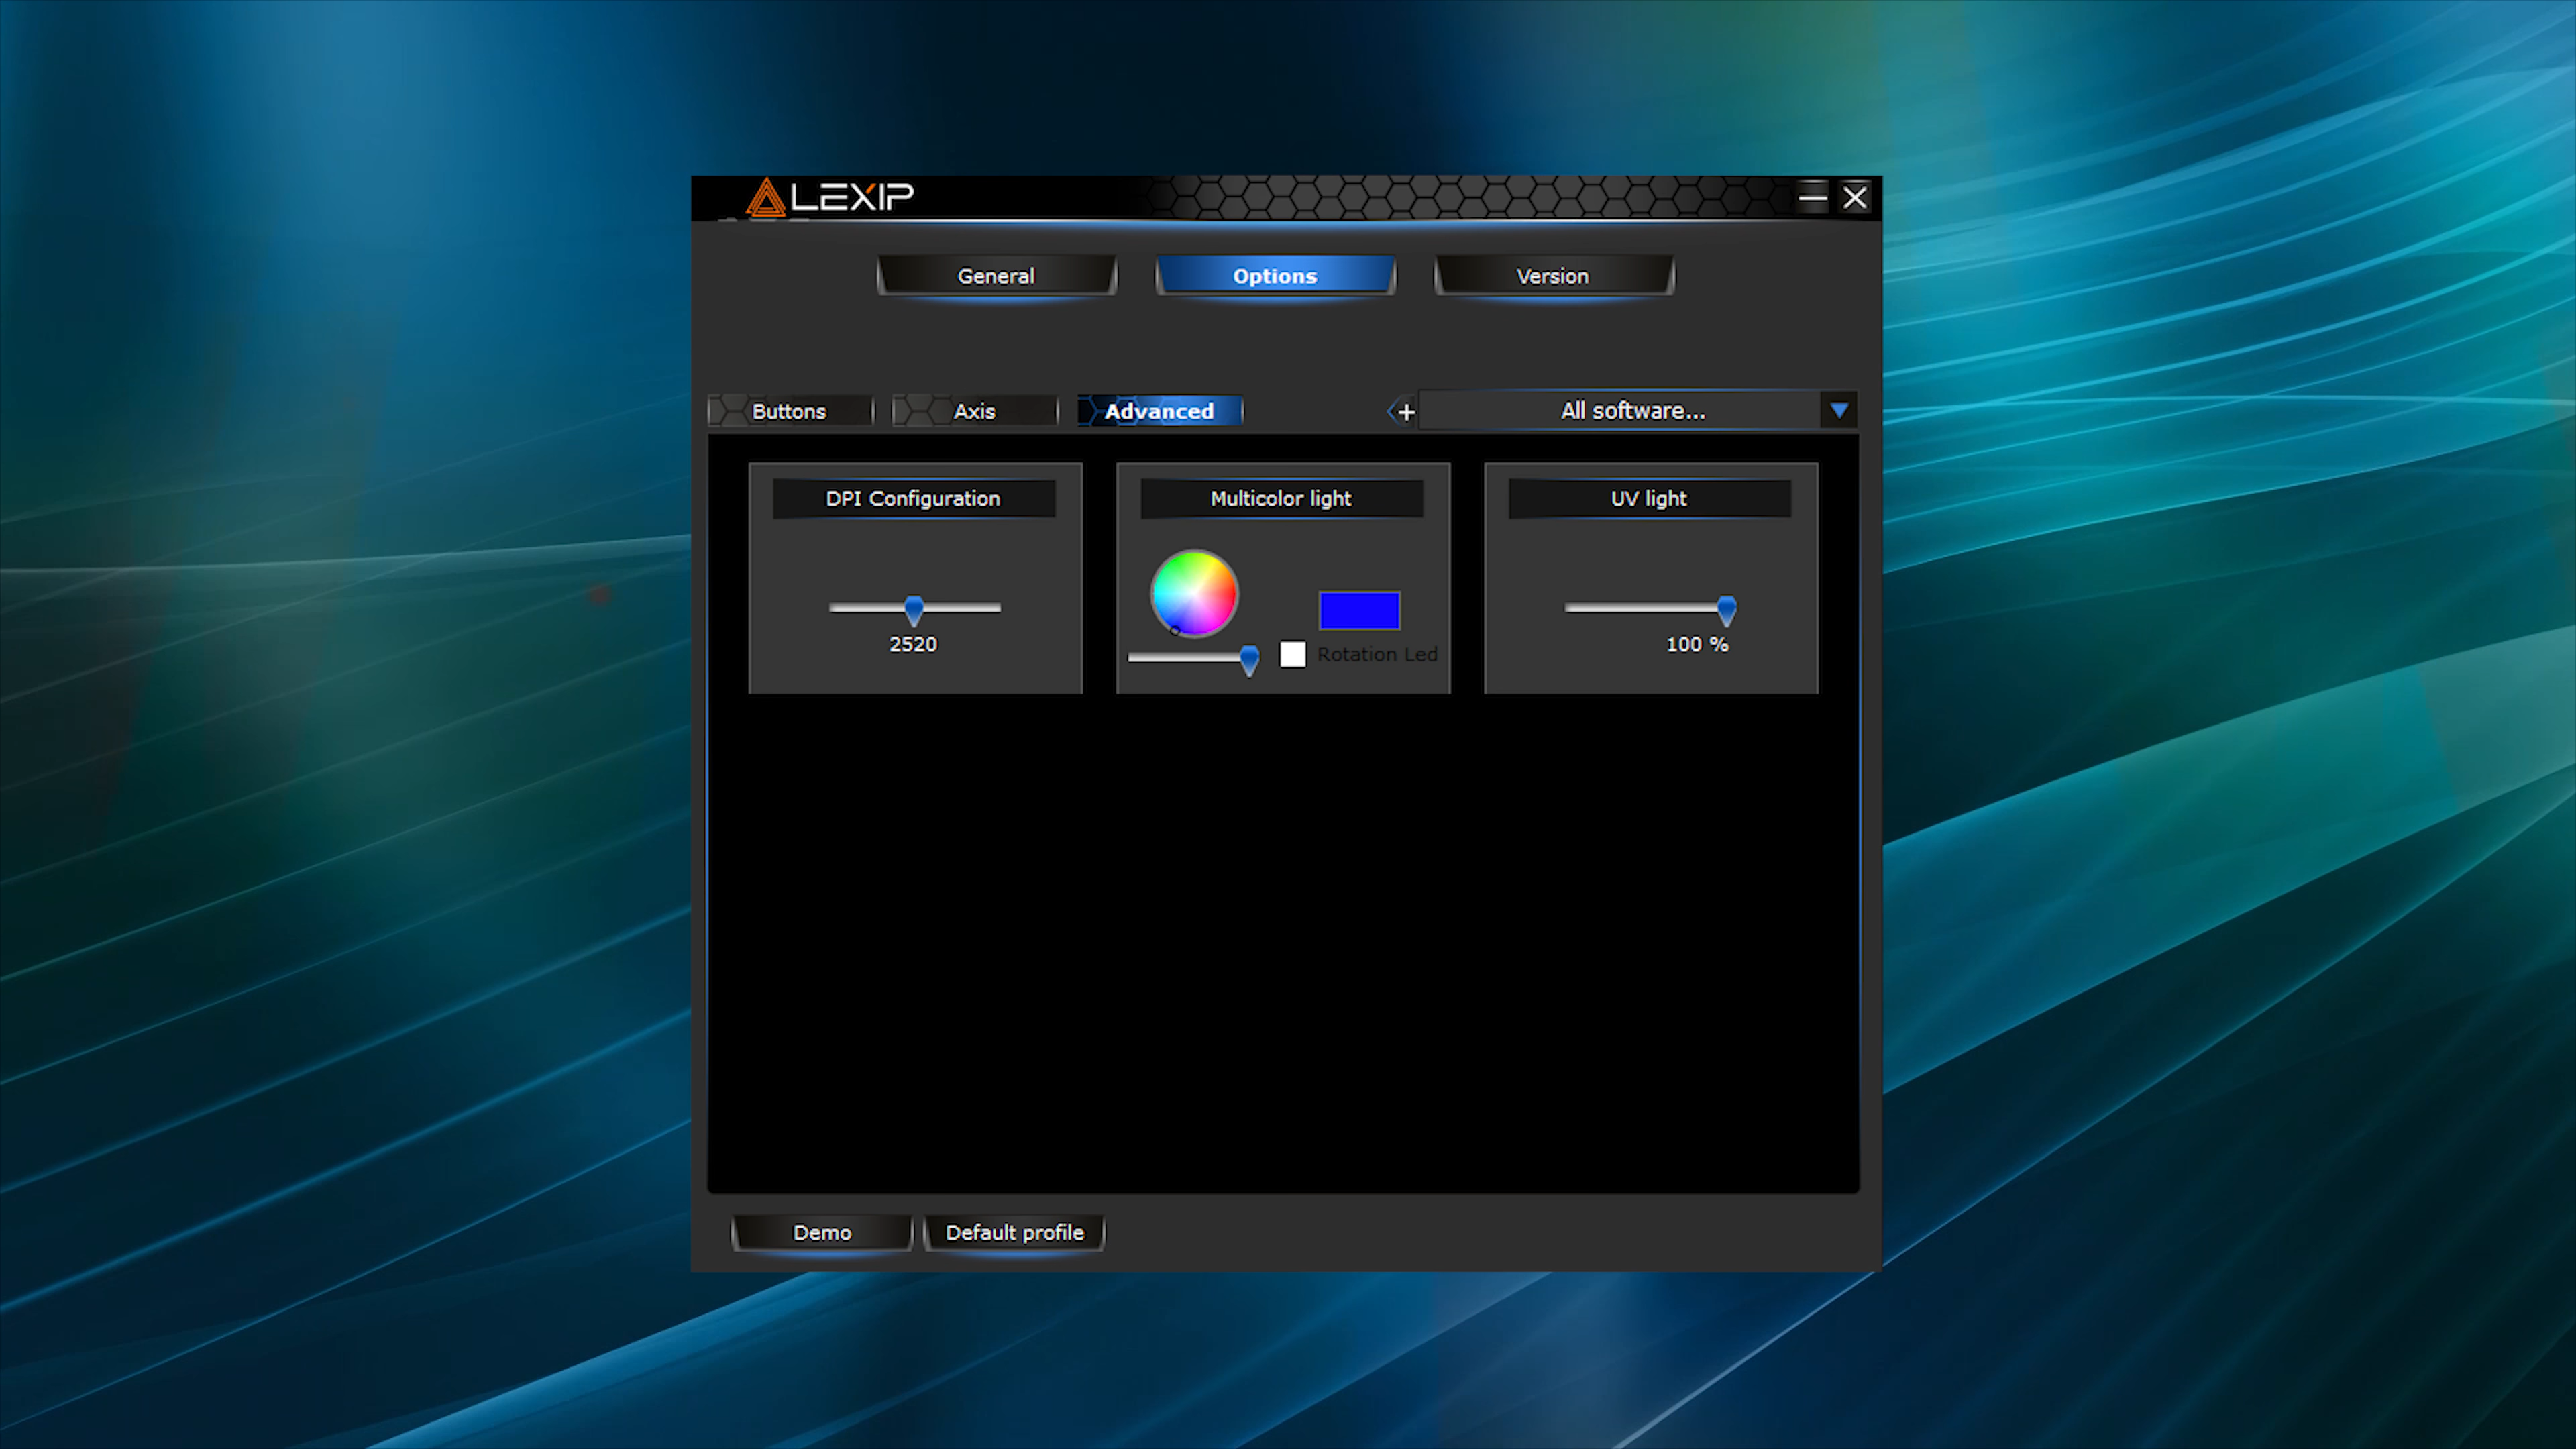 LEXIP
General
Options
Version
Buttons
Axis
Advanced
+
All software...
DPI Configuration
Multicolor light
UV light
2520
Rotation Led
100 %
Demo
Default profile